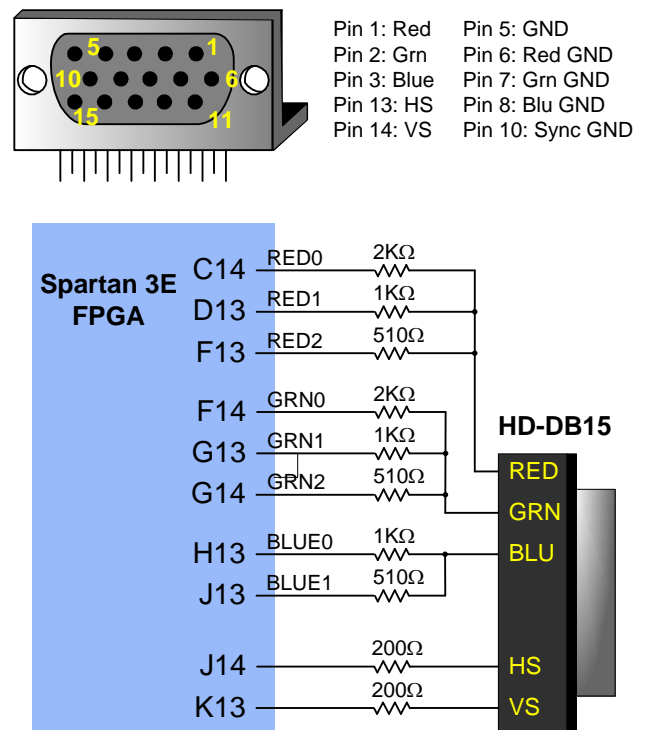 5 1
10 6
15 11
Pin 1: Red Pin 5: GND
Pin 2: Grn Pin 6: Red GND
Pin 3: Blue Pin 7: Grn GND
Pin 13: HS Pin 8: Blu GND
Pin 14: VS Pin 10: Sync GND
Spartan 3E
FPGA
C14 RED0 2KΩ
D13 RED1 1KΩ
F13 RED2 510Ω
F14 GRN0 2KΩ
G13 GRN1 1KΩ
G14 GRN2 510Ω
H13 BLUE0 1KΩ
J13 BLUE1 510Ω
J14 200Ω
K13 200Ω
HD-DB15
RED
GRN
BLU
HS
VS